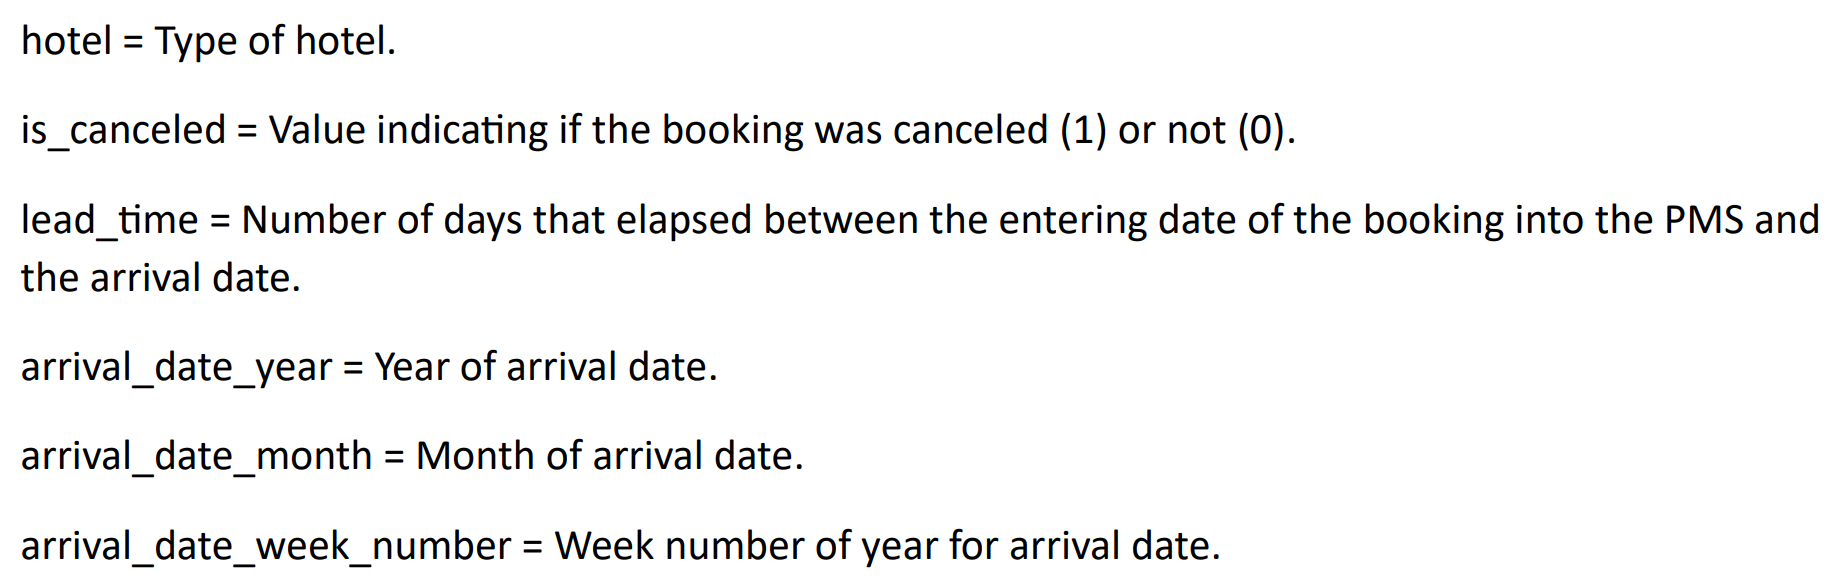 hotel = Type of hotel.
is_canceled = Value indicating if the booking was canceled (1) or not (0).
lead_time = Number of days that elapsed between the entering date of the booking into the PMS and
the arrival date.
arrival_date_year = Year of arrival date.
arrival_date_month = Month of arrival date.
arrival_date_week_number = Week number of year for arrival date.